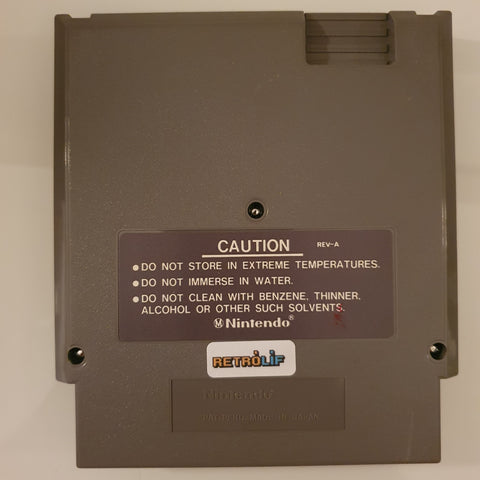 CAUTION REV-A
•DO NOT STORE IN EXTREME TEMPERATURES.
•DO NOT IMMERSE IN WATER.
•DO NOT CLEAN WITH BENZENE, THINNER,
ALCOHOL OR OTHER SUCH SOLVENTS.
Nintendo®
RETROLIF
Nintendo®
MADE IN JAPAN